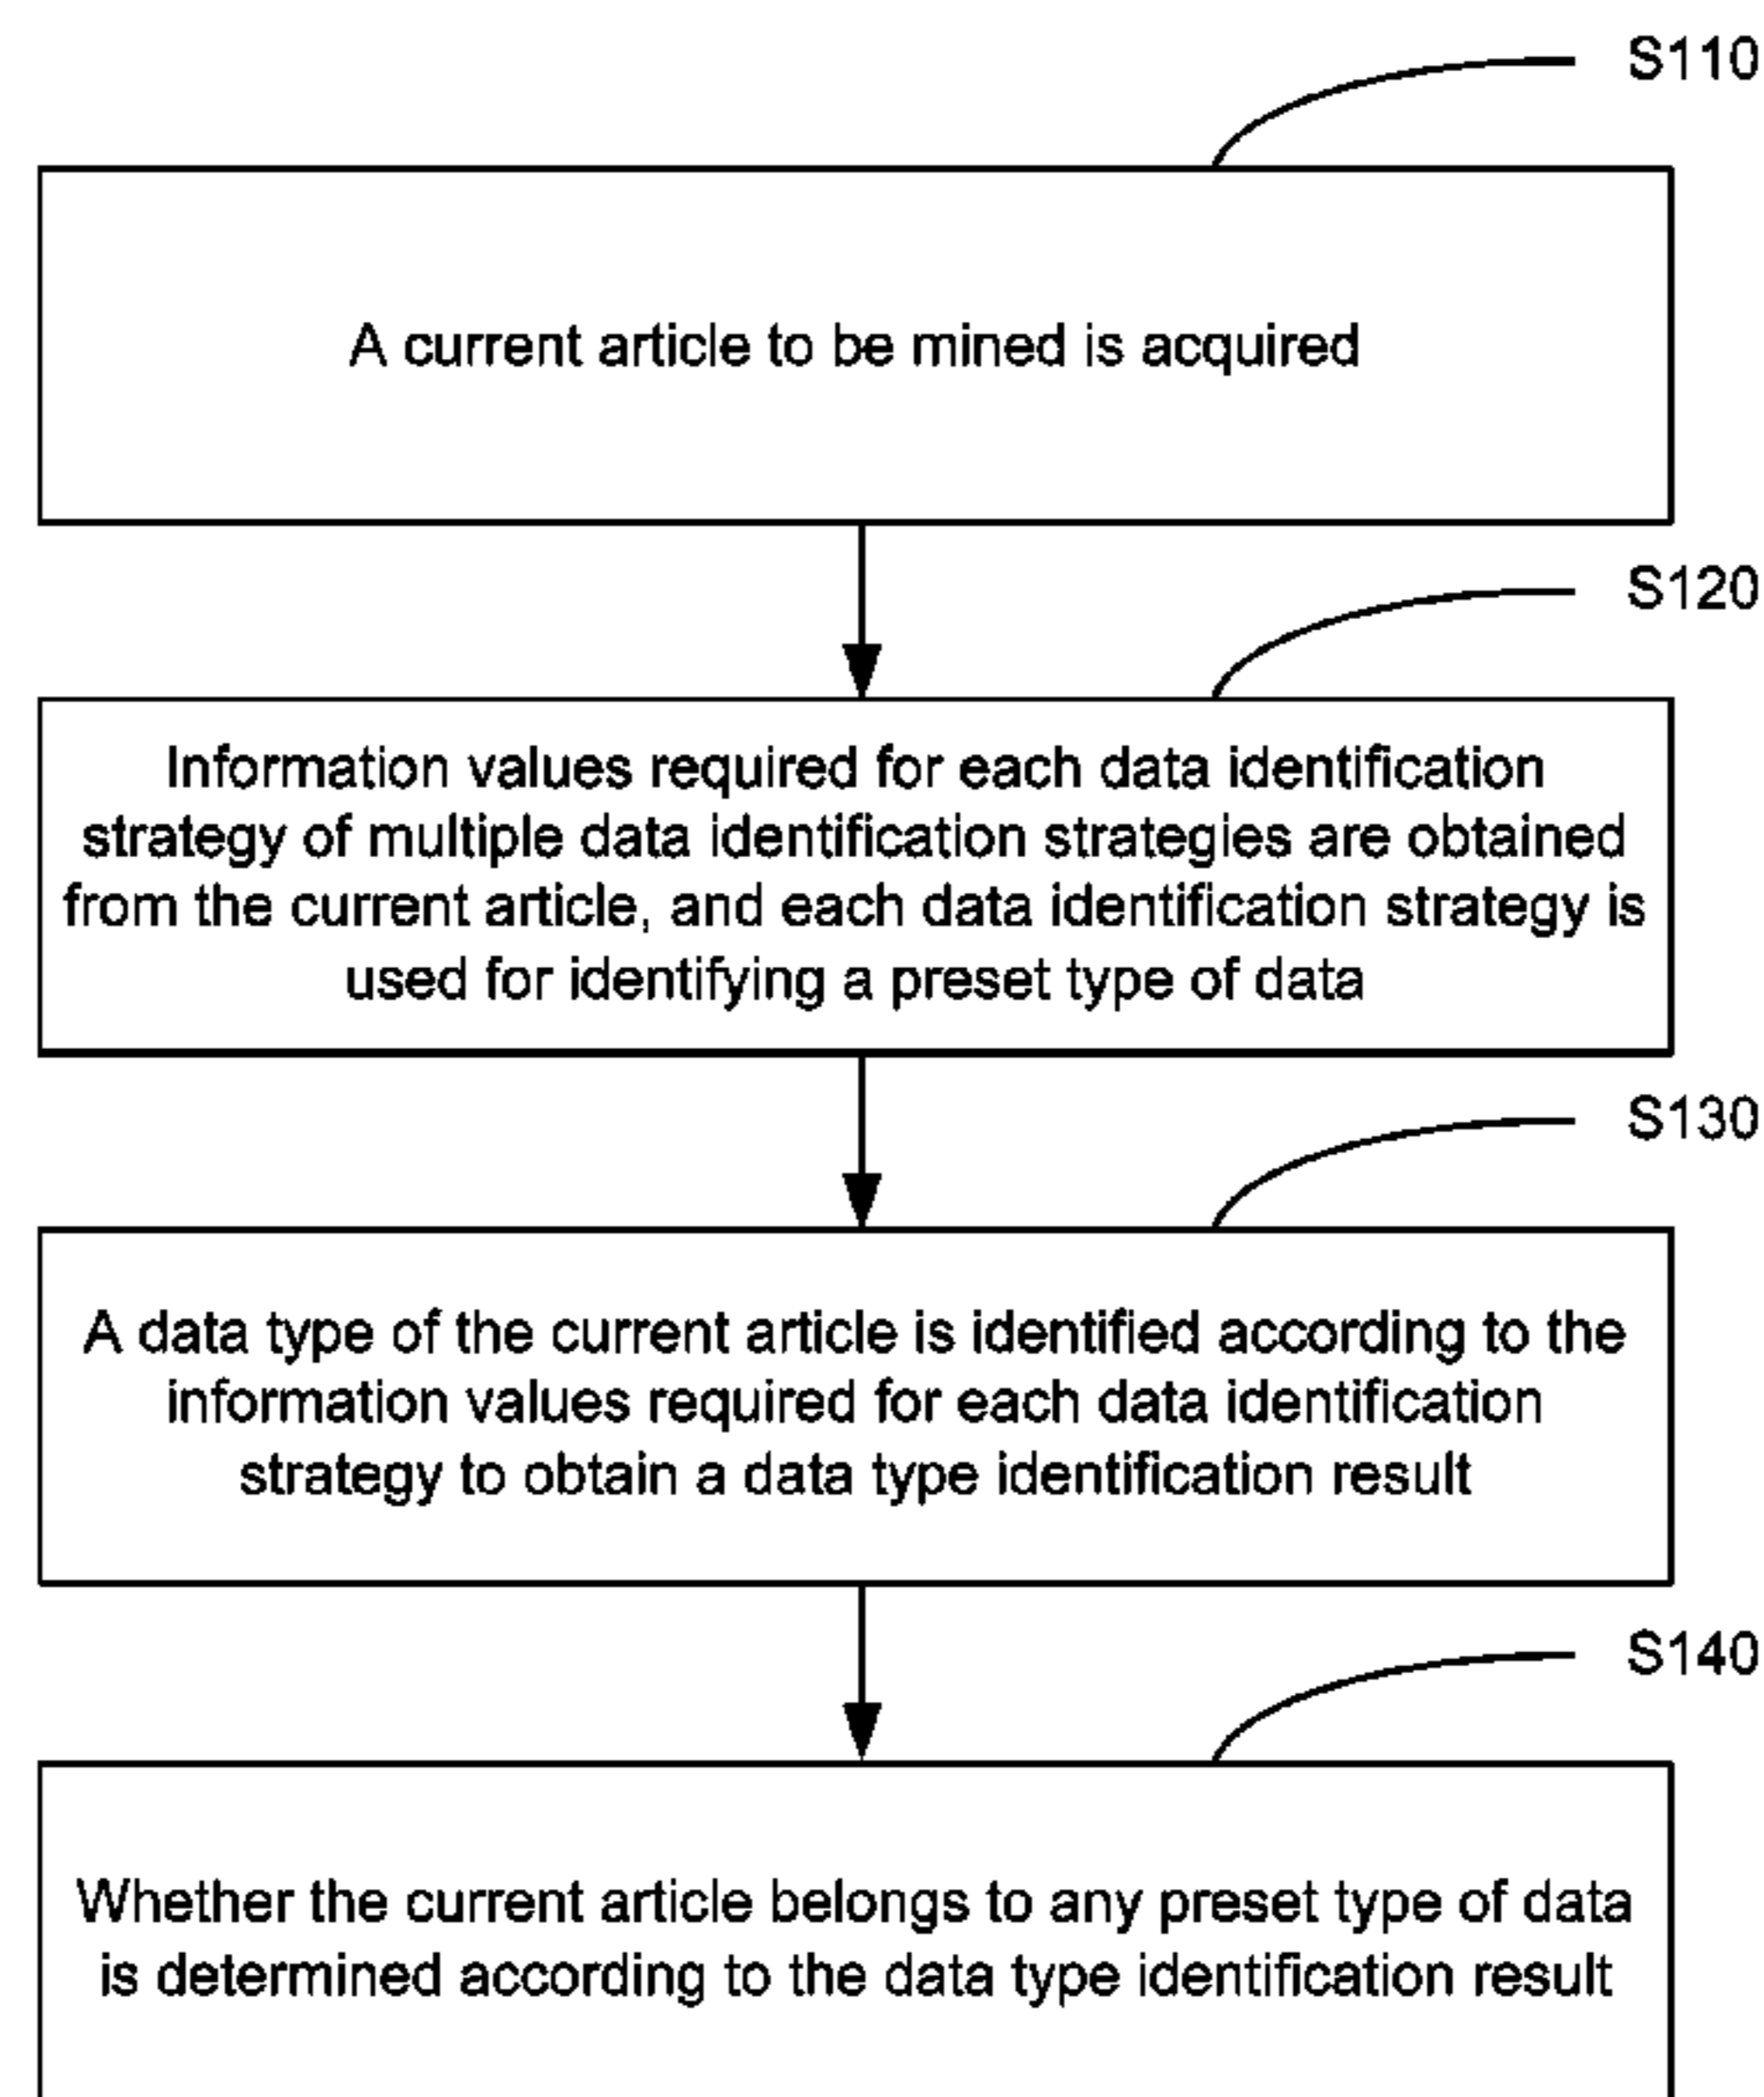 S110
A current article to be mined is acquired
S120
Information values required for each data identification
strategy of multiple data identification strategies are obtained
from the current article, and each data identification strategy is
used for identifying a preset type of data
S130
A data type of the current article is identified according to the
information values required for each data identification
strategy to obtain a data type identification result
S140
Whether the current article belongs to any preset type of data
is determined according to the data type identification result